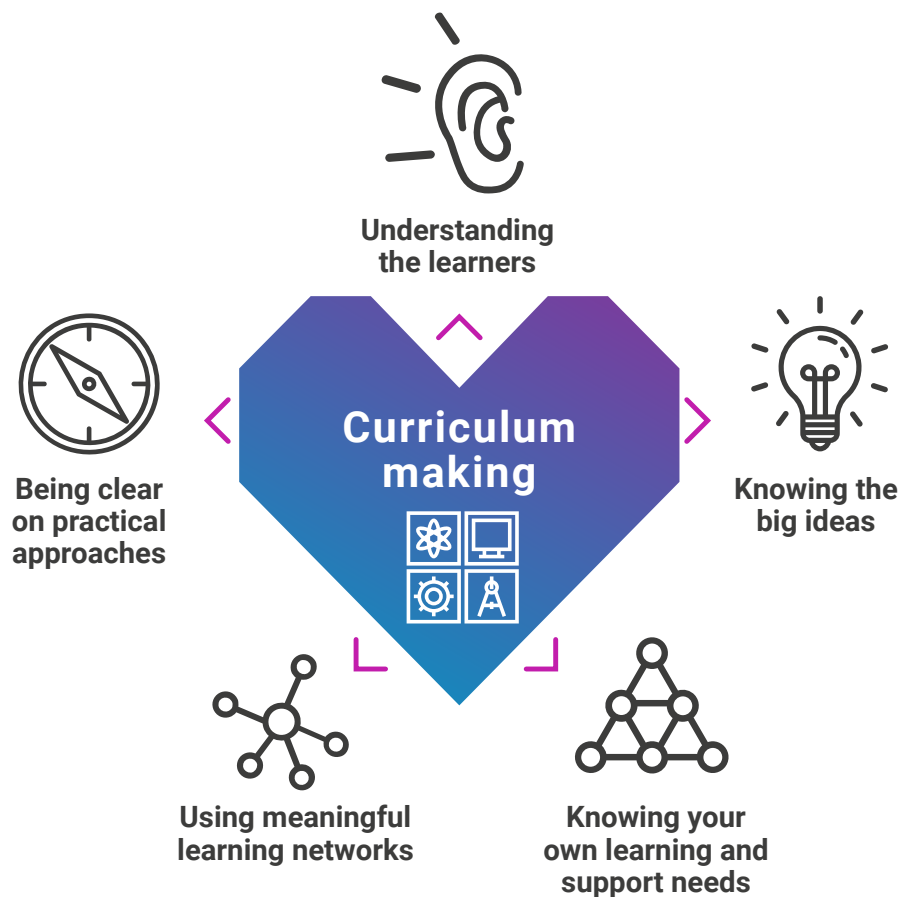 Understanding
the learners
Curriculum
making
Being clear
on practical
approaches
Knowing the
big ideas
Using meaningful
learning networks
Knowing your
own learning and
support needs